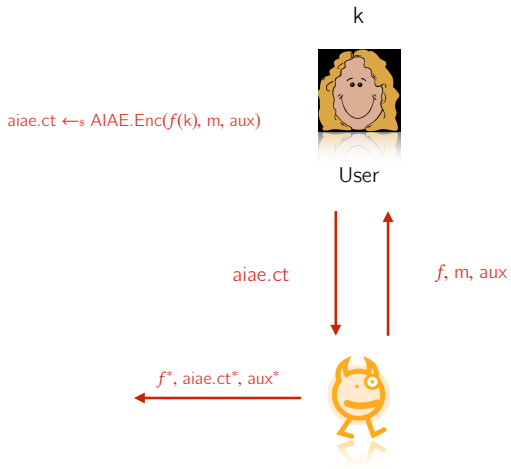 k
aiae.ct ←$ AIAE.Enc(f(k), m, aux)
User
aiae.ct
f, m, aux
f*, aiae.ct*, aux*